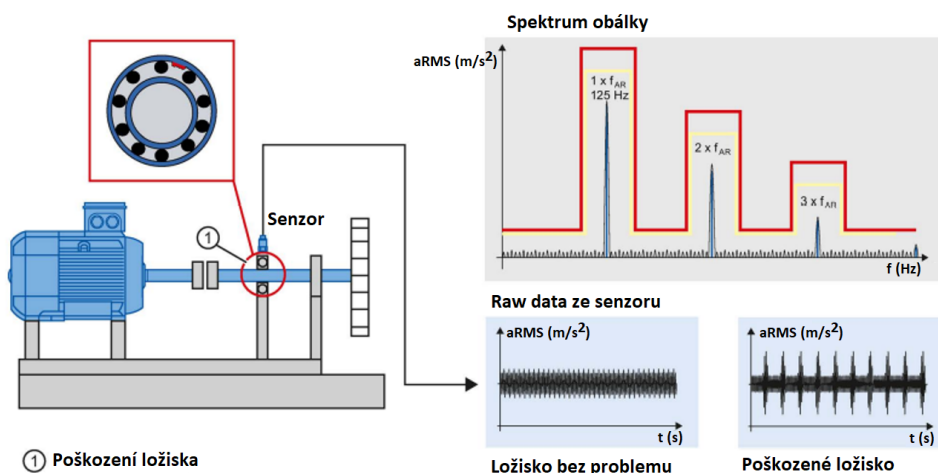 Spektrum obálky
aRMS (m/s²)
1 x fAR
125 Hz
2 x fAR
3 x fAR
f (Hz)
Senzor
1
Raw data ze senzoru
aRMS (m/s²)
t (s)
aRMS (m/s²)
t (s)
1 Poškození ložiska
Ložisko bez problemu
Poškozené ložisko